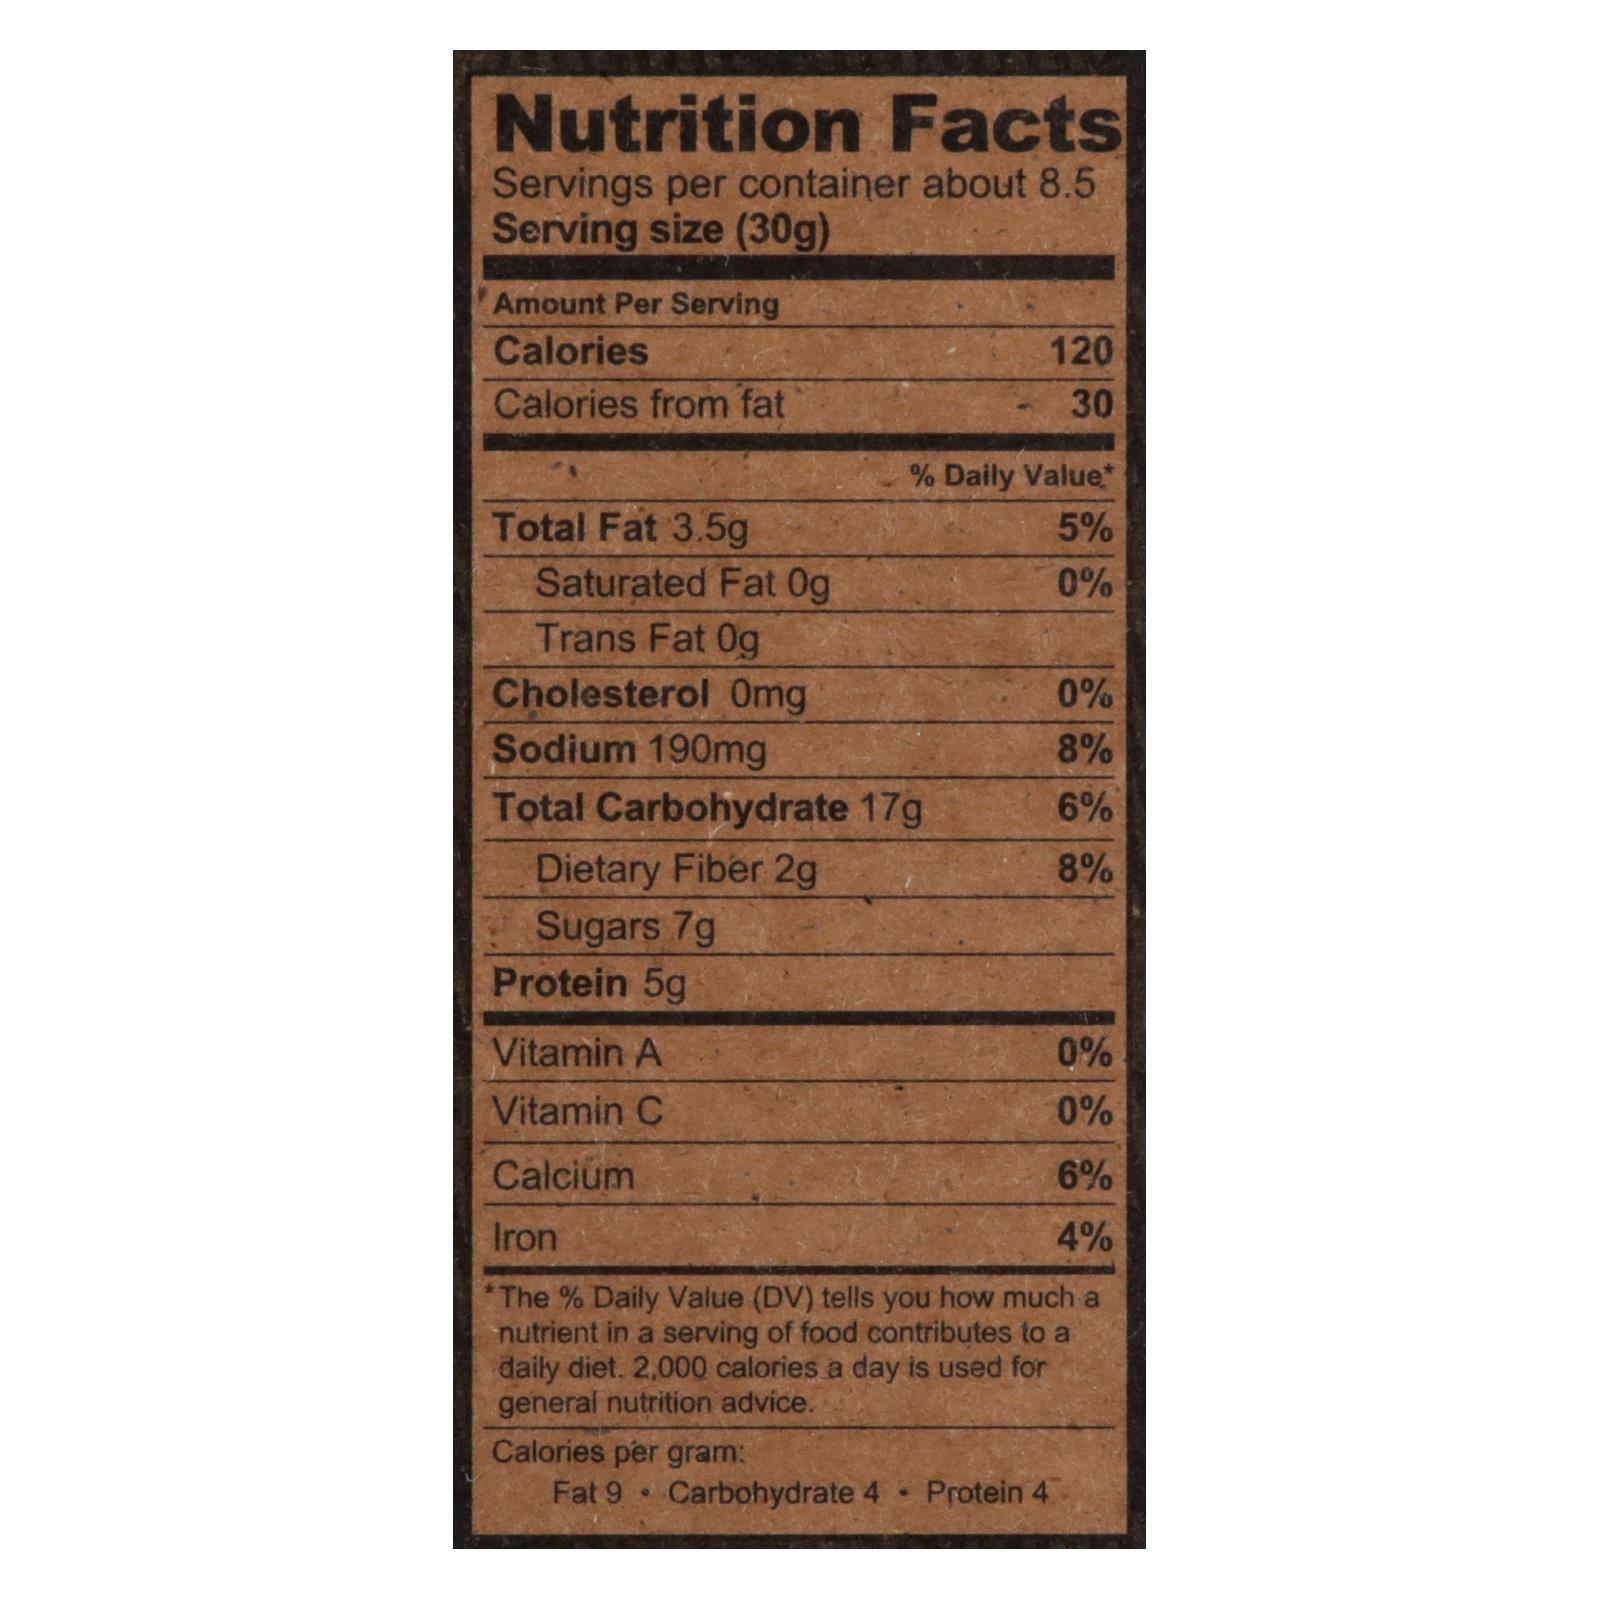 Nutrition Facts
Servings per container about 8.5
Serving size (30g)
Amount Per Serving
Calories 120
Calories from fat 30
% Daily Value*
Total Fat 3.5g 5%
Saturated Fat 0g 0%
Trans Fat 0g
Cholesterol 0mg 0%
Sodium 190mg 8%
Total Carbohydrate 17g 6%
Dietary Fiber 2g 8%
Sugars 7g
Protein 5g
Vitamin A 0%
Vitamin C 0%
Calcium 6%
Iron 4%
*The % Daily Value (DV) tells you how much a
nutrient in a serving of food contributes to a
daily diet. 2,000 calories a day is used for
general nutrition advice.
Calories per gram:
Fat 9 • Carbohydrate 4 • Protein 4